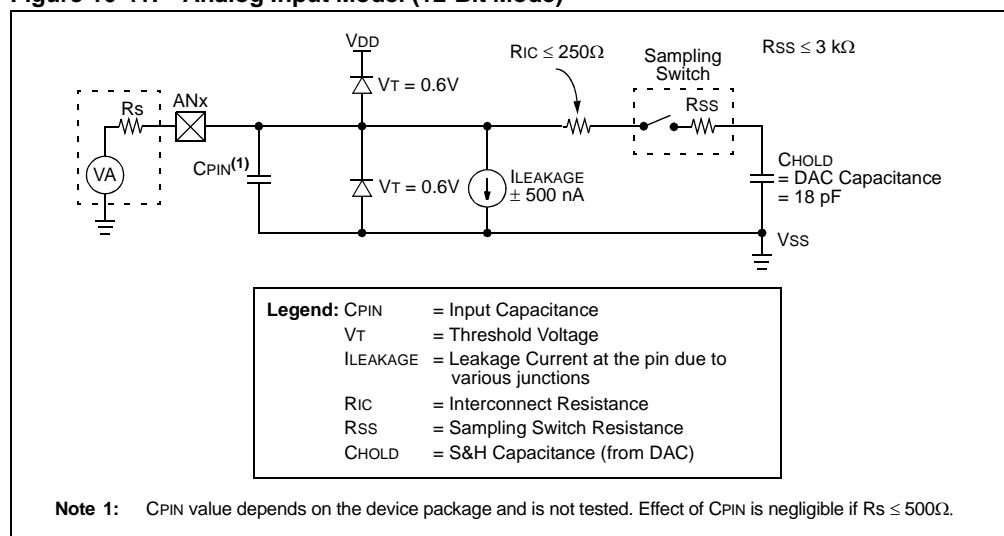 Figure 16-11: Analog Input Model (12-Bit Mode)
VDD
RIC ≤ 250Ω
RSS ≤ 3 kΩ
Sampling
Switch
VT = 0.6V
ANx
Rs
RSS
CPIN(1)
VA
VT = 0.6V
ILEAKAGE
± 500 nA
CHOLD
= DAC Capacitance
= 18 pF
VSS
Legend: CPIN = Input Capacitance
VT = Threshold Voltage
ILEAKAGE = Leakage Current at the pin due to
various junctions
RIC = Interconnect Resistance
RSS = Sampling Switch Resistance
CHOLD = S&H Capacitance (from DAC)
Note 1: CPIN value depends on the device package and is not tested. Effect of CPIN is negligible if Rs ≤ 500Ω.